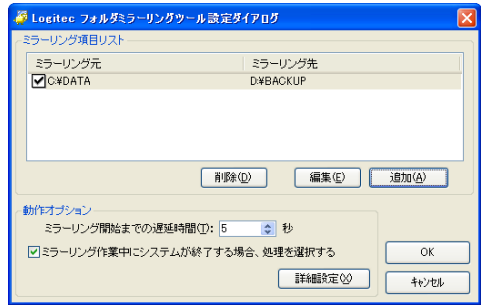 Logitec フォルダミラーリングツール 設定ダイアログ
ミラーリング項目リスト
ミラーリング元 ミラーリング先
C:¥DATA D:¥BACKUP
削除(D) 編集(E) 追加(A)
動作オプション
ミラーリング開始までの遅延時間(T): 5 秒
ミラーリング作業中にシステムが終了する場合、処理を選択する
詳細設定(X)
OK
キャンセル